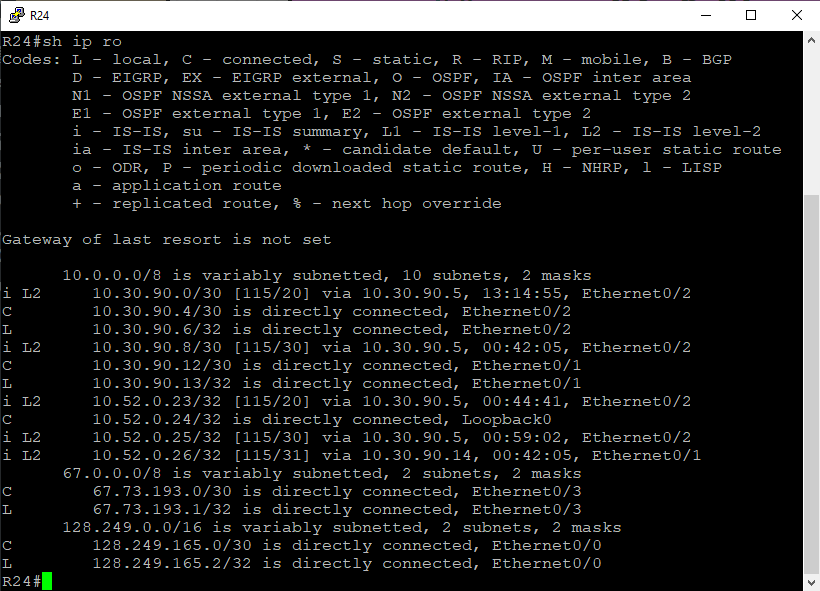 R24
R24#sh ip ro
Codes: L - local, C - connected, S - static, R - RIP, M - mobile, B - BGP
       D - EIGRP, EX - EIGRP external, O - OSPF, IA - OSPF inter area
       N1 - OSPF NSSA external type 1, N2 - OSPF NSSA external type 2
       E1 - OSPF external type 1, E2 - OSPF external type 2
       i - IS-IS, su - IS-IS summary, L1 - IS-IS level-1, L2 - IS-IS level-2
       ia - IS-IS inter area, * - candidate default, U - per-user static route
       o - ODR, P - periodic downloaded static route, H - NHRP, l - LISP
       a - application route
       + - replicated route, % - next hop override
Gateway of last resort is not set
      10.0.0.0/8 is variably subnetted, 10 subnets, 2 masks
i L2     10.30.90.0/30 [115/20] via 10.30.90.5, 13:14:55, Ethernet0/2
C        10.30.90.4/30 is directly connected, Ethernet0/2
L        10.30.90.6/32 is directly connected, Ethernet0/2
i L2     10.30.90.8/30 [115/30] via 10.30.90.5, 00:42:05, Ethernet0/2
C        10.30.90.12/30 is directly connected, Ethernet0/1
L        10.30.90.13/32 is directly connected, Ethernet0/1
i L2     10.52.0.23/32 [115/20] via 10.30.90.5, 00:44:41, Ethernet0/2
C        10.52.0.24/32 is directly connected, Loopback0
i L2     10.52.0.25/32 [115/30] via 10.30.90.5, 00:59:02, Ethernet0/2
i L2     10.52.0.26/32 [115/31] via 10.30.90.14, 00:42:05, Ethernet0/1
      67.0.0.0/8 is variably subnetted, 2 subnets, 2 masks
C        67.73.193.0/30 is directly connected, Ethernet0/3
L        67.73.193.1/32 is directly connected, Ethernet0/3
      128.249.0.0/16 is variably subnetted, 2 subnets, 2 masks
C        128.249.165.0/30 is directly connected, Ethernet0/0
L        128.249.165.2/32 is directly connected, Ethernet0/0
R24#